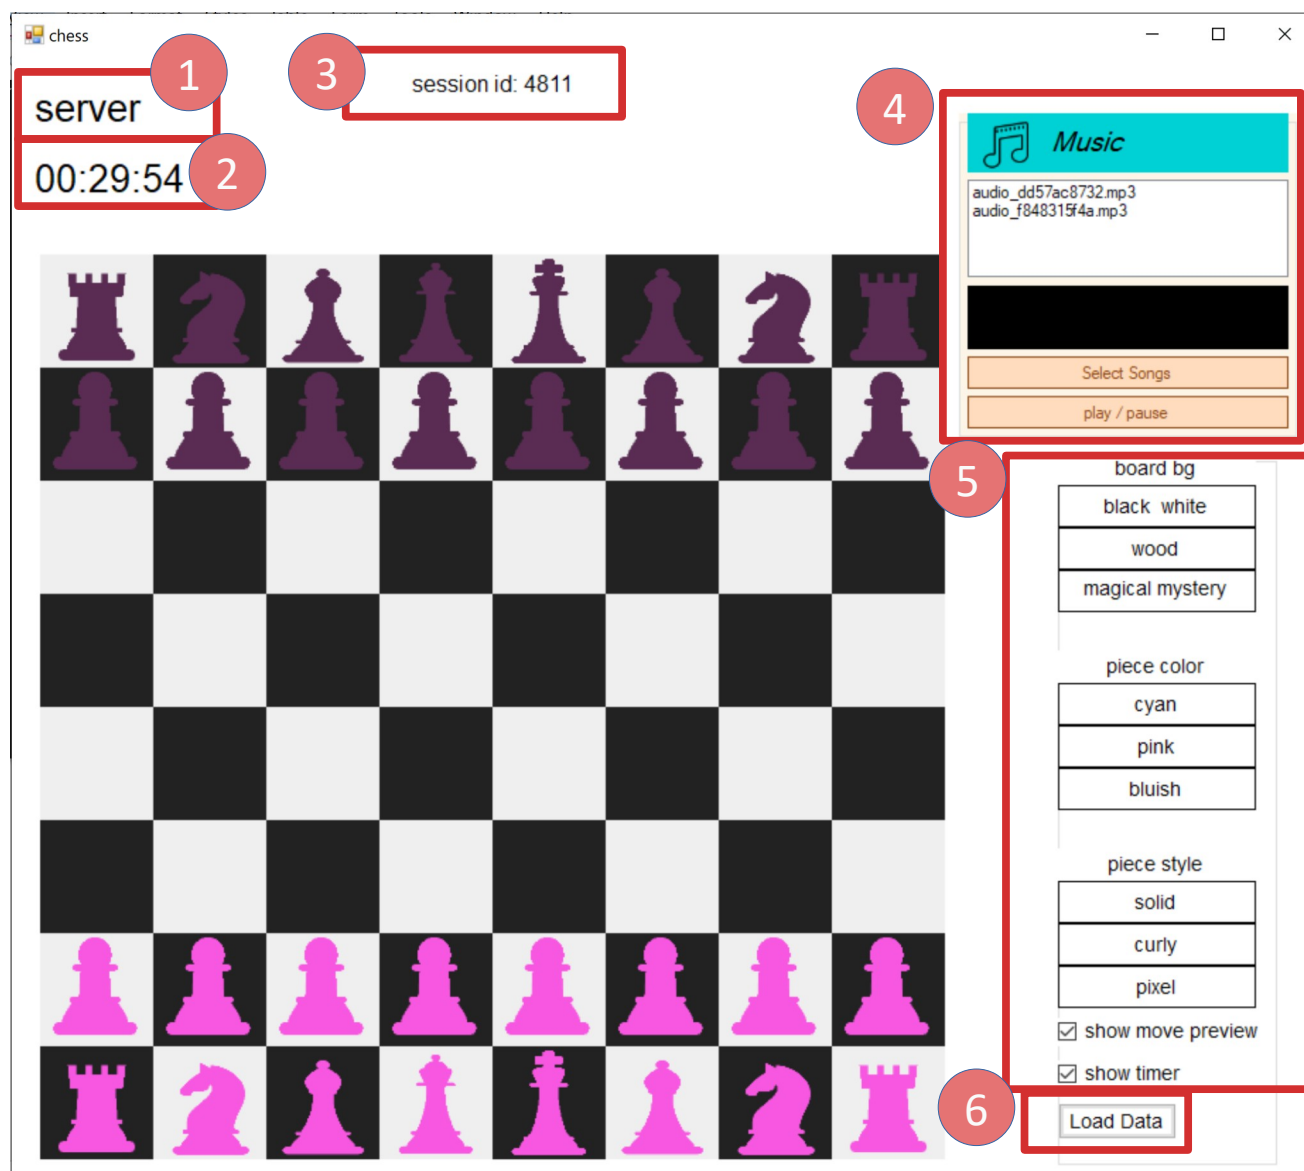 chess
1
server
3
session id: 4811
2
00:29:54
4
Music
audio_dd57ac8732.mp3
audio_f848315f4a.mp3
Select Songs
play / pause
5
board bg
black  white
wood
magical mystery
piece color
cyan
pink
bluish
piece style
solid
curly
pixel
show move preview
show timer
6
Load Data